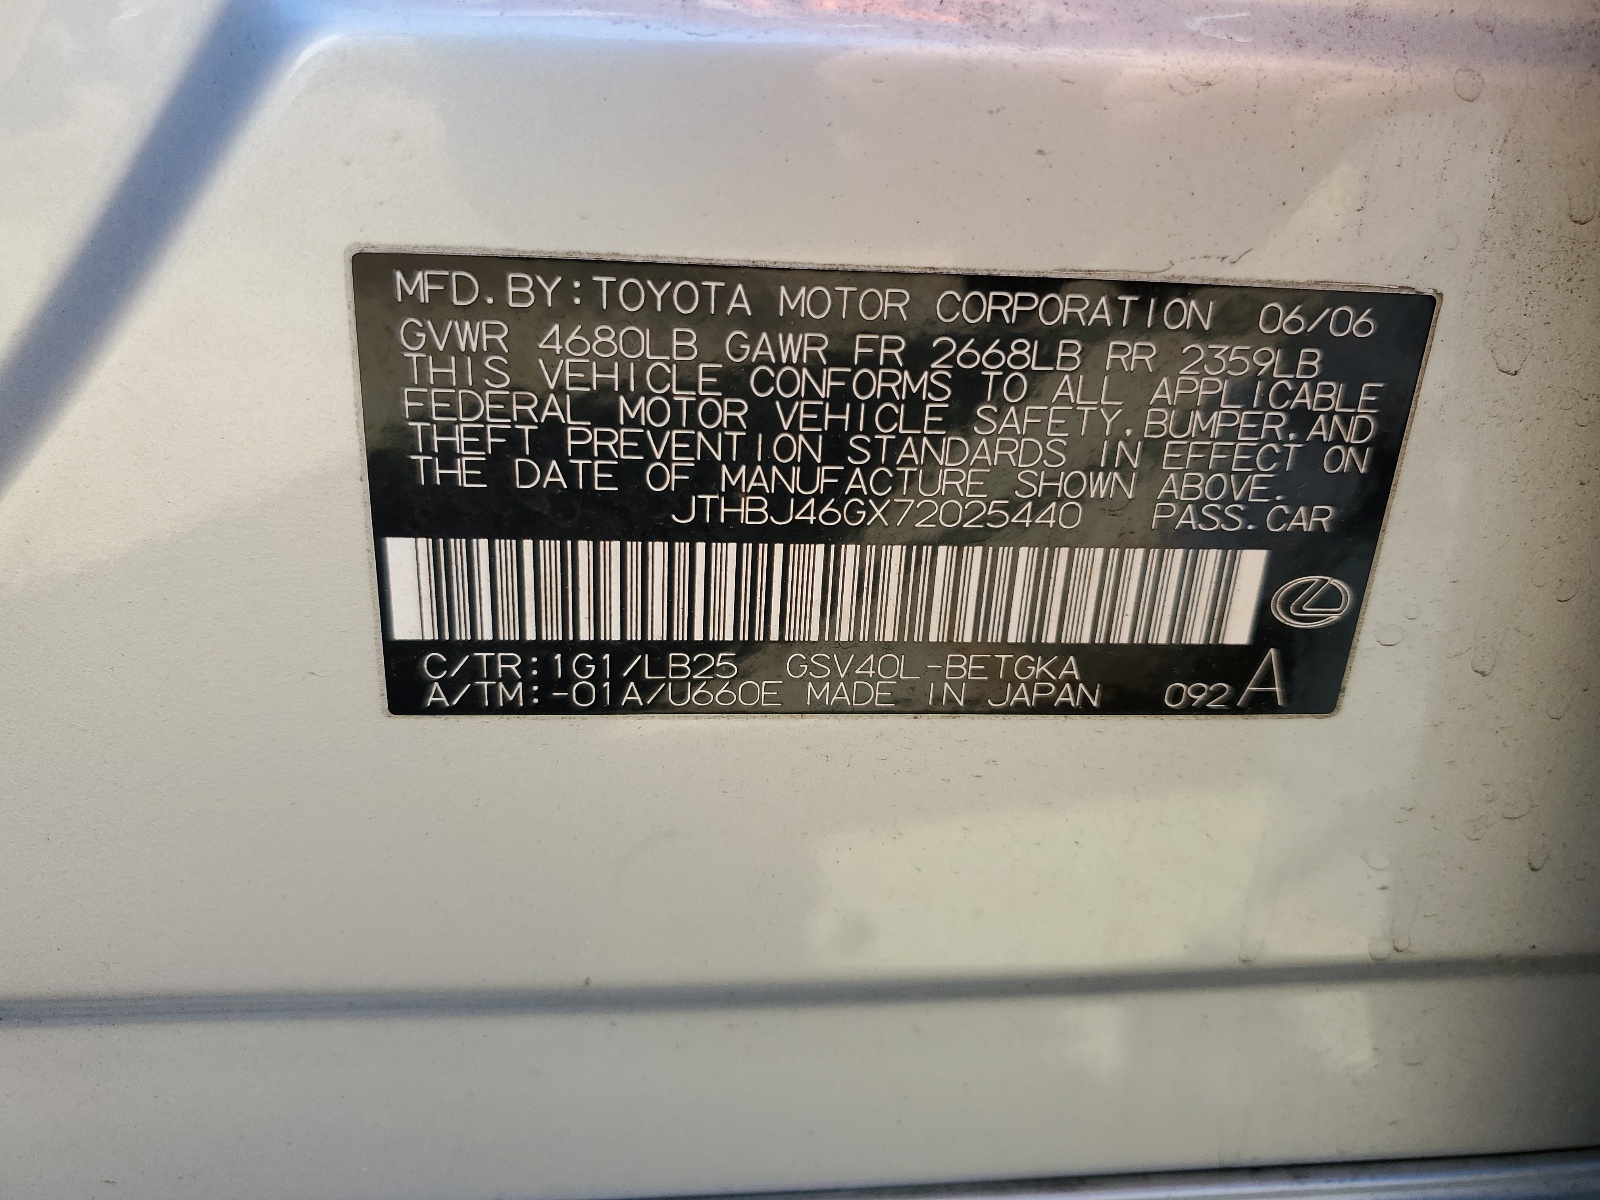 MFD. BY: TOYOTA MOTOR CORPORATION 06/06
GVWR 4680LB GAWR FR 2668LB RR 2359LB
THIS VEHICLE CONFORMS TO ALL APPLICABLE
FEDERAL MOTOR VEHICLE SAFETY, BUMPER, AND
THEFT PREVENTION STANDARDS IN EFFECT ON
THE DATE OF MANUFACTURE SHOWN ABOVE.
JTHBJ46GX72025440 PASS. CAR
C/TR: 1G1/LB25 GSV40L-BETGKA
A/TM: -01A/U660E MADE IN JAPAN 092A